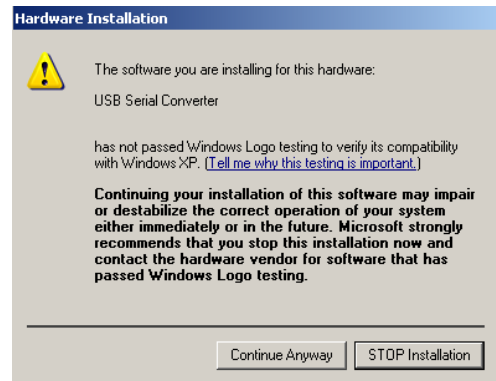 Hardware Installation
The software you are installing for this hardware:
USB Serial Converter
has not passed Windows Logo testing to verify its compatibility
with Windows XP. (Tell me why this testing is important.)
Continuing your installation of this software may impair
or destabilize the correct operation of your system
either immediately or in the future. Microsoft strongly
recommends that you stop this installation now and
contact the hardware vendor for software that has
passed Windows Logo testing.
Continue Anyway STOP Installation